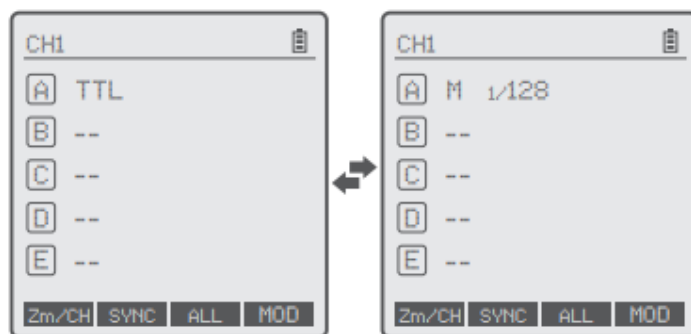 CH1
A TTL
B --
C --
D --
E --
Zm/CH SYNC ALL MOD
CH1
A M 1/128
B --
C --
D --
E --
Zm/CH SYNC ALL MOD